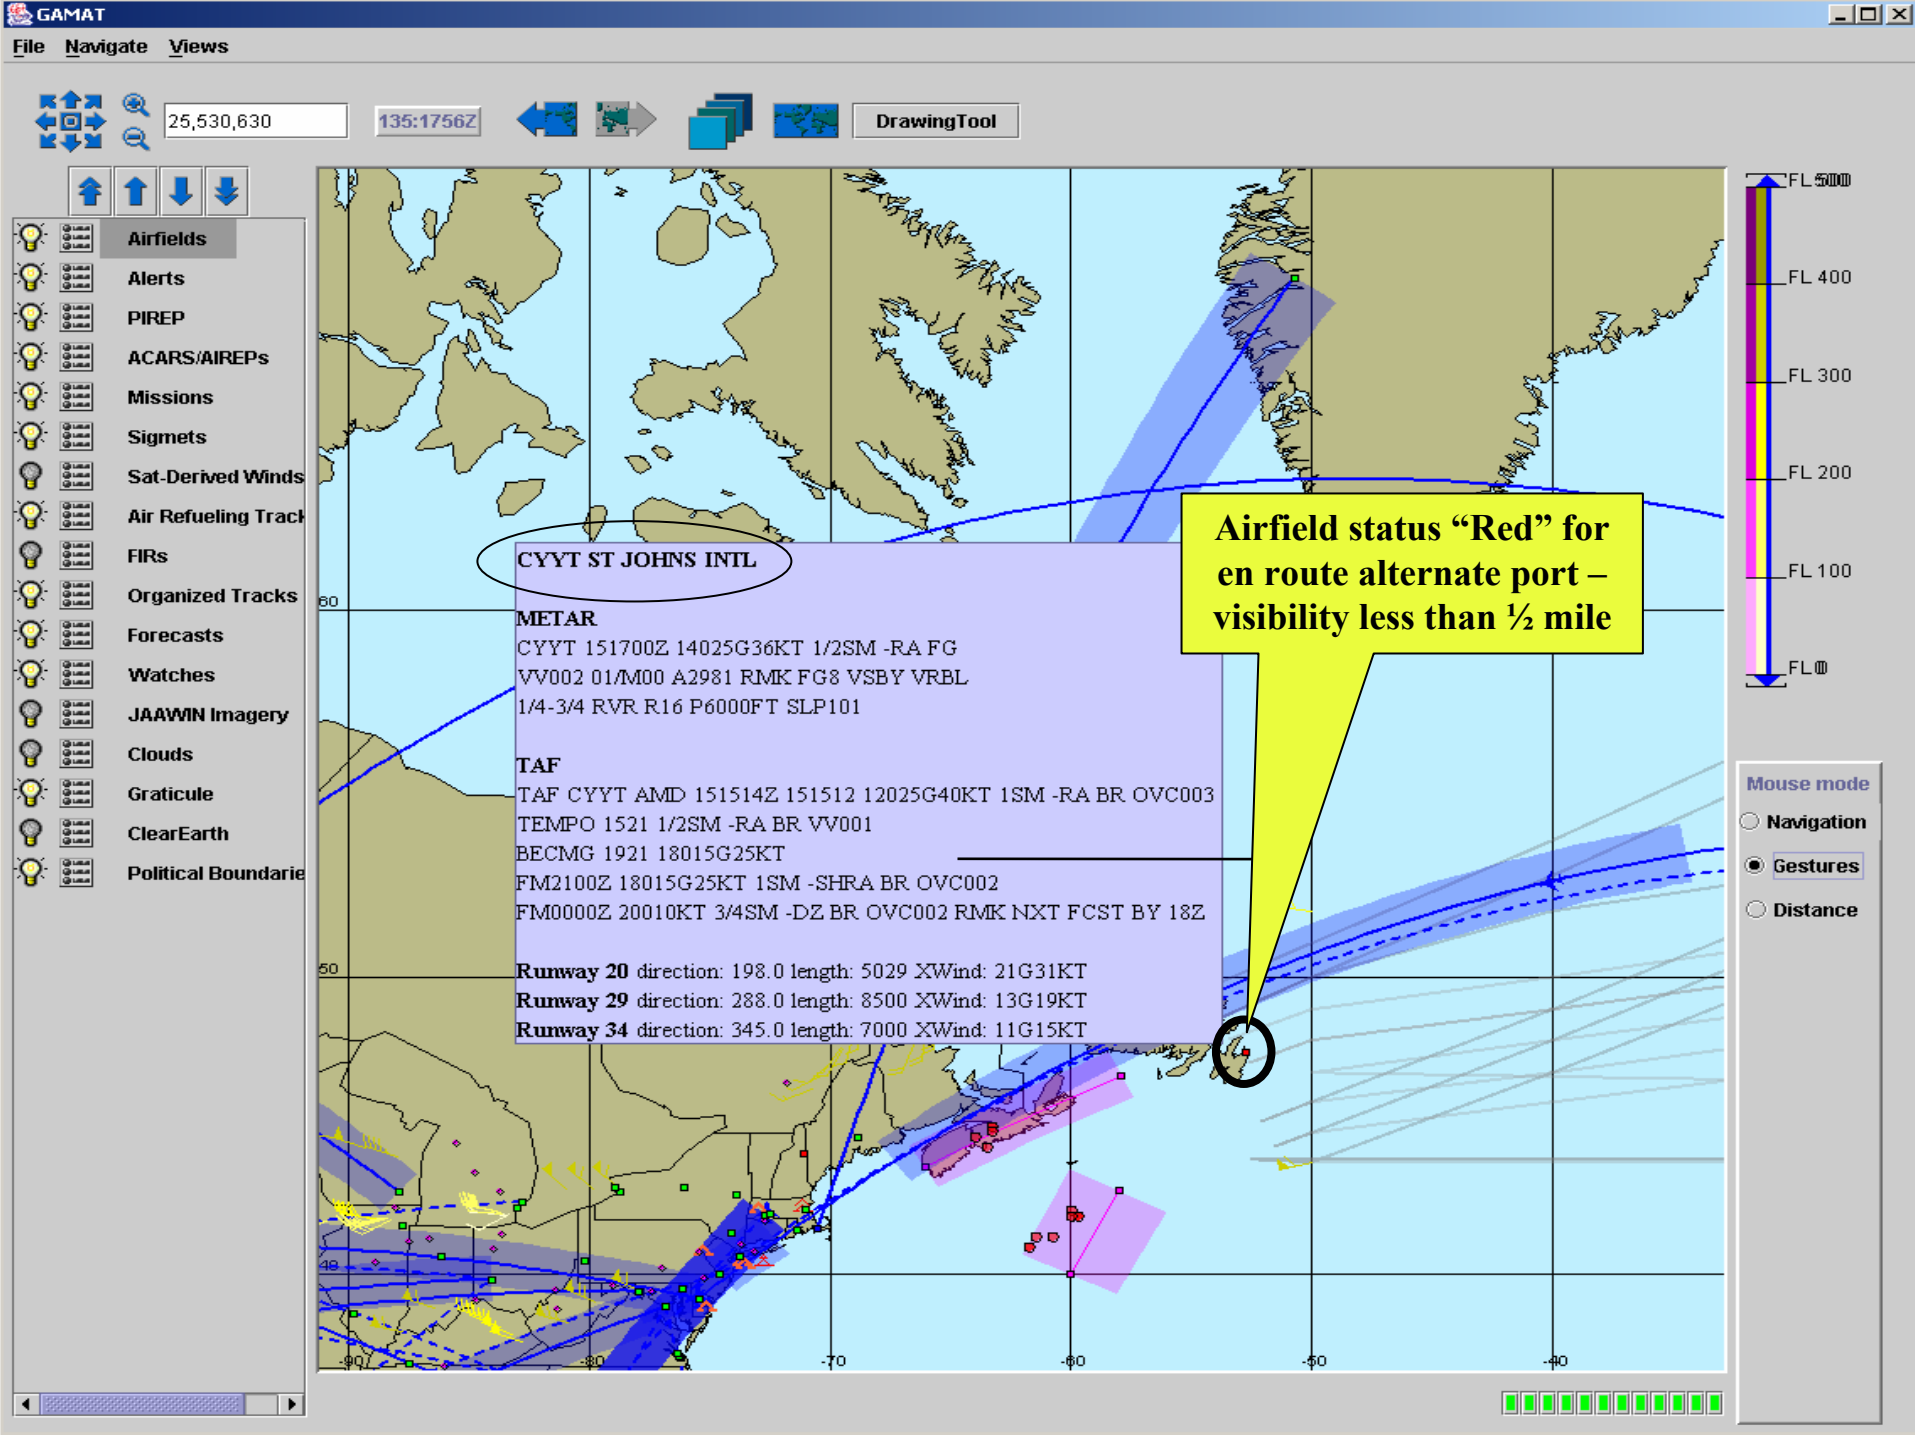 GAMAT
File Navigate Views
25,530,630
135:1756Z
DrawingTool
Airfields
Alerts
PIREP
ACARS/AIREPs
Missions
Sigmets
Sat-Derived Winds
Air Refueling Track
FIRs
Organized Tracks
Forecasts
Watches
JAAWIN Imagery
Clouds
Graticule
ClearEarth
Political Boundarie
CYYT ST JOHNS INTL
METAR
CYYT 151700Z 14025G36KT 1/2SM -RA FG
VV002 01/M00 A2981 RMK FG8 VSBY VRBL
1/4-3/4 RVR R16 P6000FT SLP101
TAF
TAF CYYT AMD 151514Z 151512 12025G40KT 1SM -RA BR OVC003
TEMPO 1521 1/2SM -RA BR VV001
BECMG 1921 18015G25KT
FM2100Z 18015G25KT 1SM -SHRA BR OVC002
FM0000Z 20010KT 3/4SM -DZ BR OVC002 RMK NXT FCST BY 18Z
Runway 20 direction: 198.0 length: 5029 XWind: 21G31KT
Runway 29 direction: 288.0 length: 8500 XWind: 13G19KT
Runway 34 direction: 345.0 length: 7000 XWind: 11G15KT
Airfield status “Red” for
en route alternate port –
visibility less than ½ mile
60
50
-90
-80
-70
-60
-50
-40
FL 400
FL 300
FL 200
FL 100
Mouse mode
Navigation
Gestures
Distance